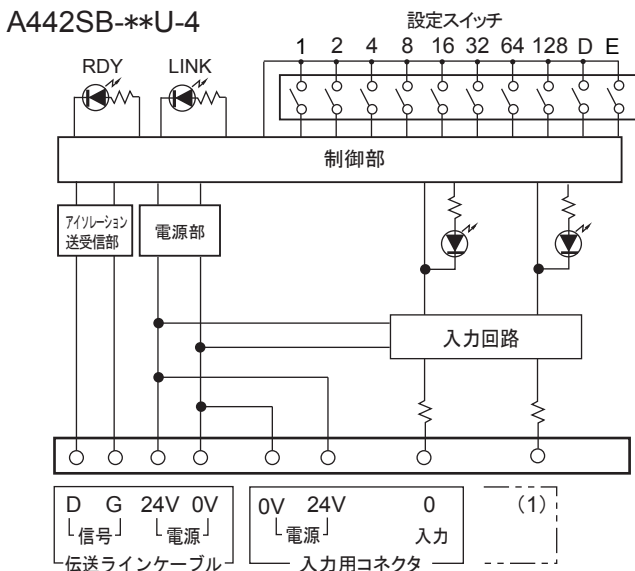 A442SB-**U-4
設定スイッチ
RDY LINK 1 2 4 8 16 32 64 128 D E
制御部
アイソレーション
送受信部
電源部
入力回路
D G 24V 0V 0V 24V 0 (1)
信号 電源 電源 入力
伝送ラインケーブル 入力用コネクタ